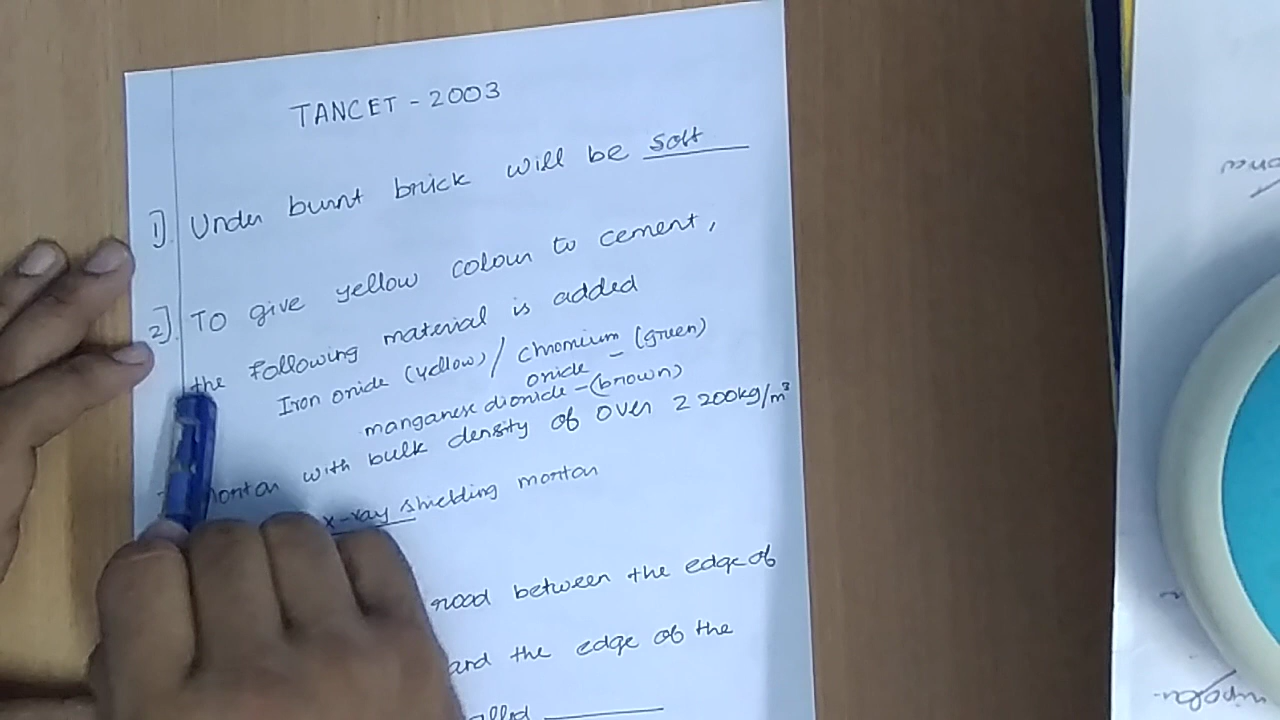 TANCET - 2003
1]. Under burnt brick will be soft
2]. To give yellow colour to cement,
the following material is added
Iron oxide (yellow) / chromium oxide - (green)
manganese dioxide - (brown)
mortar with bulk density of over 2200kg/m³
x-ray shielding mortar
road between the edge of
and the edge of the